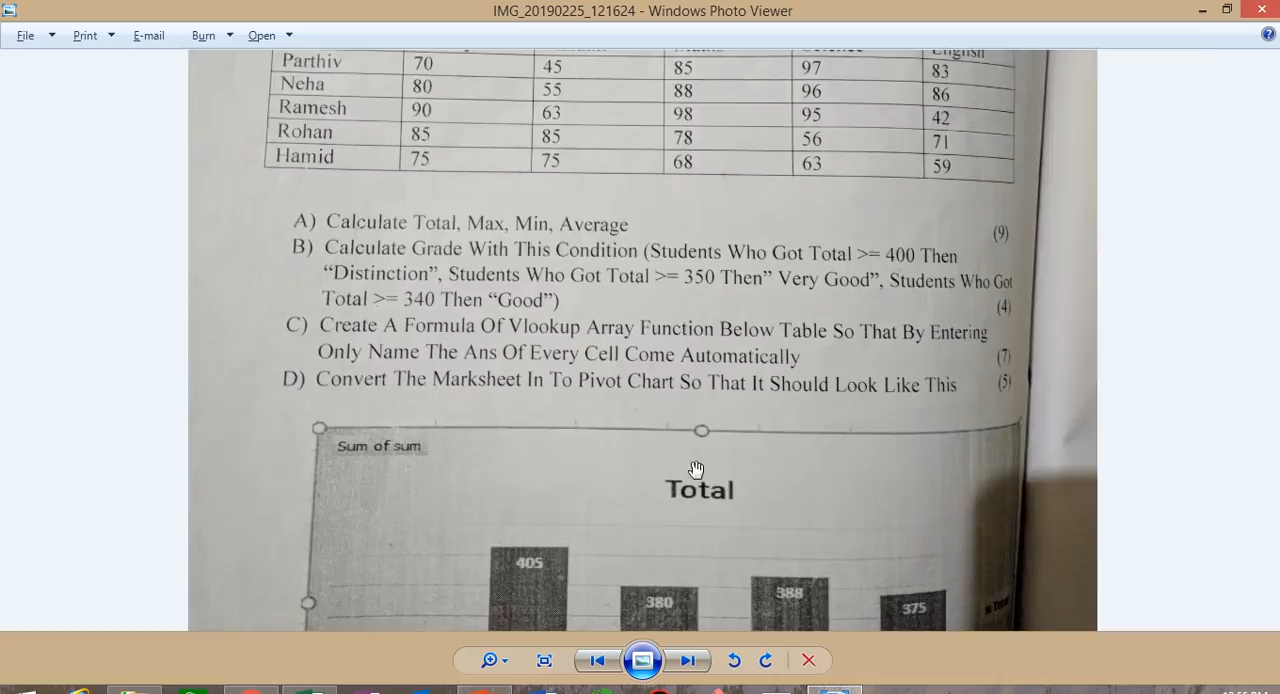 IMG_20190225_121624 - Windows Photo Viewer
File Print E-mail Burn Open
English
Parthiv 70 45 85 97 83
Neha 80 55 88 96 86
Ramesh 90 63 98 95 42
Rohan 85 85 78 56 71
Hamid 75 75 68 63 59
A) Calculate Total, Max, Min, Average (9)
B) Calculate Grade With This Condition (Students Who Got Total >= 400 Then
“Distinction”, Students Who Got Total >= 350 Then” Very Good”, Students Who Got
Total >= 340 Then “Good”) (4)
C) Create A Formula Of Vlookup Array Function Below Table So That By Entering
Only Name The Ans Of Every Cell Come Automatically (7)
D) Convert The Marksheet In To Pivot Chart So That It Should Look Like This (5)
Sum of sum
Total
405 380 388 375